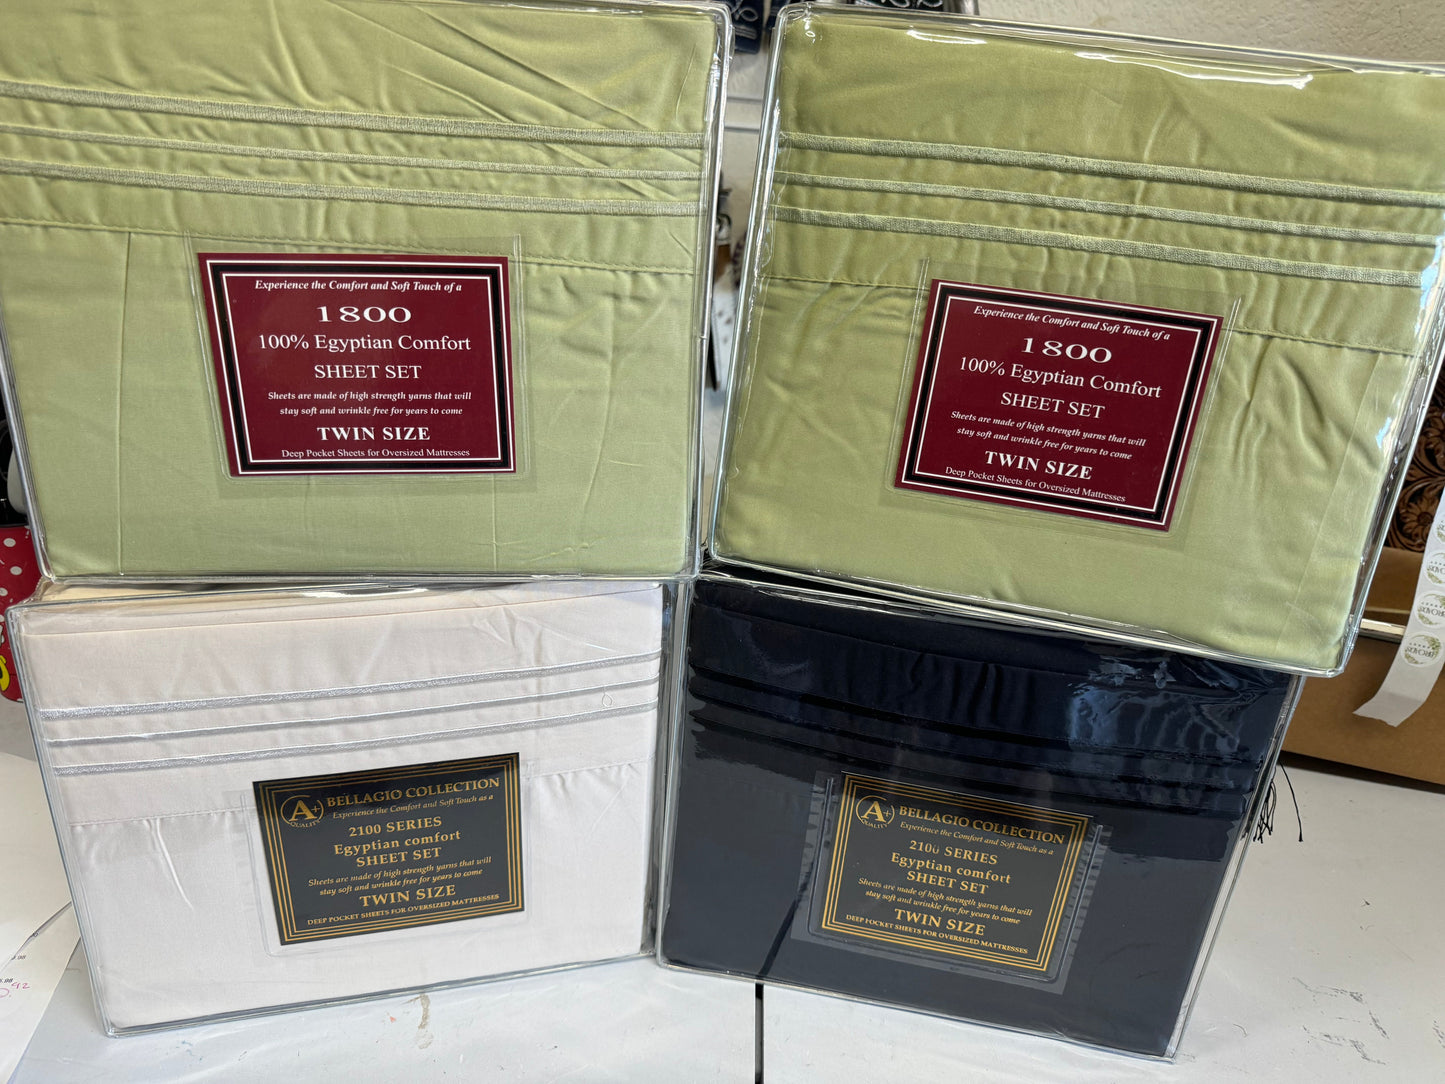 Experience the Comfort and Soft Touch of a
1800
100% Egyptian Comfort
SHEET SET
Sheets are made of high strength yarns that will
stay soft and wrinkle free for years to come
TWIN SIZE
Deep Pocket Sheets for Oversized Mattresses
Experience the Comfort and Soft Touch of a
1800
100% Egyptian Comfort
SHEET SET
Sheets are made of high strength yarns that will
stay soft and wrinkle free for years to come
TWIN SIZE
Deep Pocket Sheets for Oversized Mattresses
A+
QUALITY
BELLAGIO COLLECTION
Experience the Comfort and Soft Touch as a
2100 SERIES
Egyptian comfort
SHEET SET
Sheets are made of high strength yarns that will
stay soft and wrinkle free for years to come
TWIN SIZE
DEEP POCKET SHEETS FOR OVERSIZED MATTRESSES
A+
QUALITY
BELLAGIO COLLECTION
Experience the Comfort and Soft Touch as a
2100 SERIES
Egyptian comfort
SHEET SET
Sheets are made of high strength yarns that will
stay soft and wrinkle free for years to come
TWIN SIZE
DEEP POCKET SHEETS FOR OVERSIZED MATTRESSES